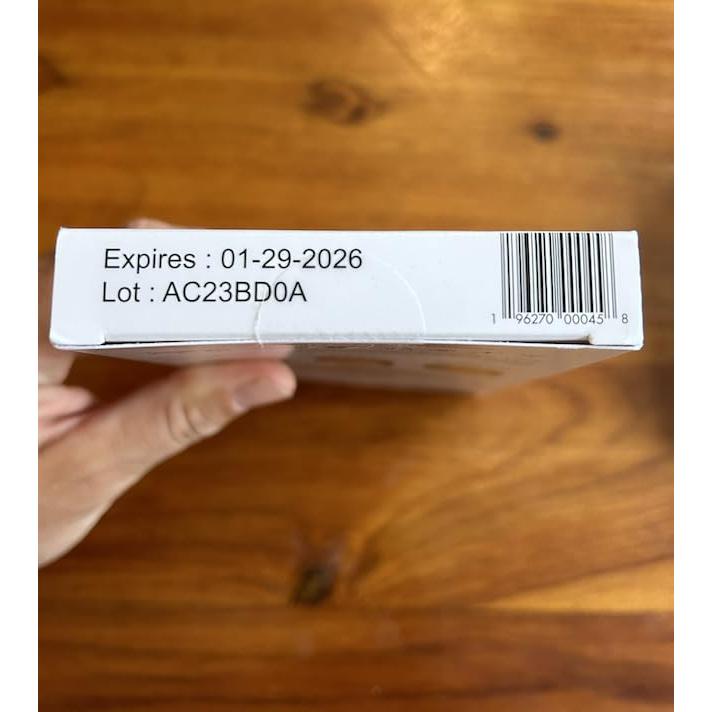 Expires : 01-29-2026
Lot : AC23BD0A
1 96270 00045 8